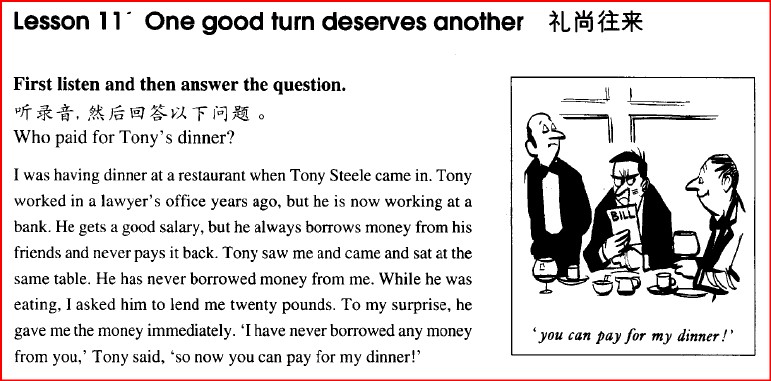 Lesson 11 One good turn deserves another 礼尚往来
First listen and then answer the question.
听录音,然后回答以下问题。
Who paid for Tony's dinner?
I was having dinner at a restaurant when Tony Steele came in. Tony
worked in a lawyer's office years ago, but he is now working at a
bank. He gets a good salary, but he always borrows money from his
friends and never pays it back. Tony saw me and came and sat at the
same table. He has never borrowed money from me. While he was
eating, I asked him to lend me twenty pounds. To my surprise, he
gave me the money immediately. 'I have never borrowed any money
from you,' Tony said, 'so now you can pay for my dinner!'
BILL
'you can pay for my dinner!'